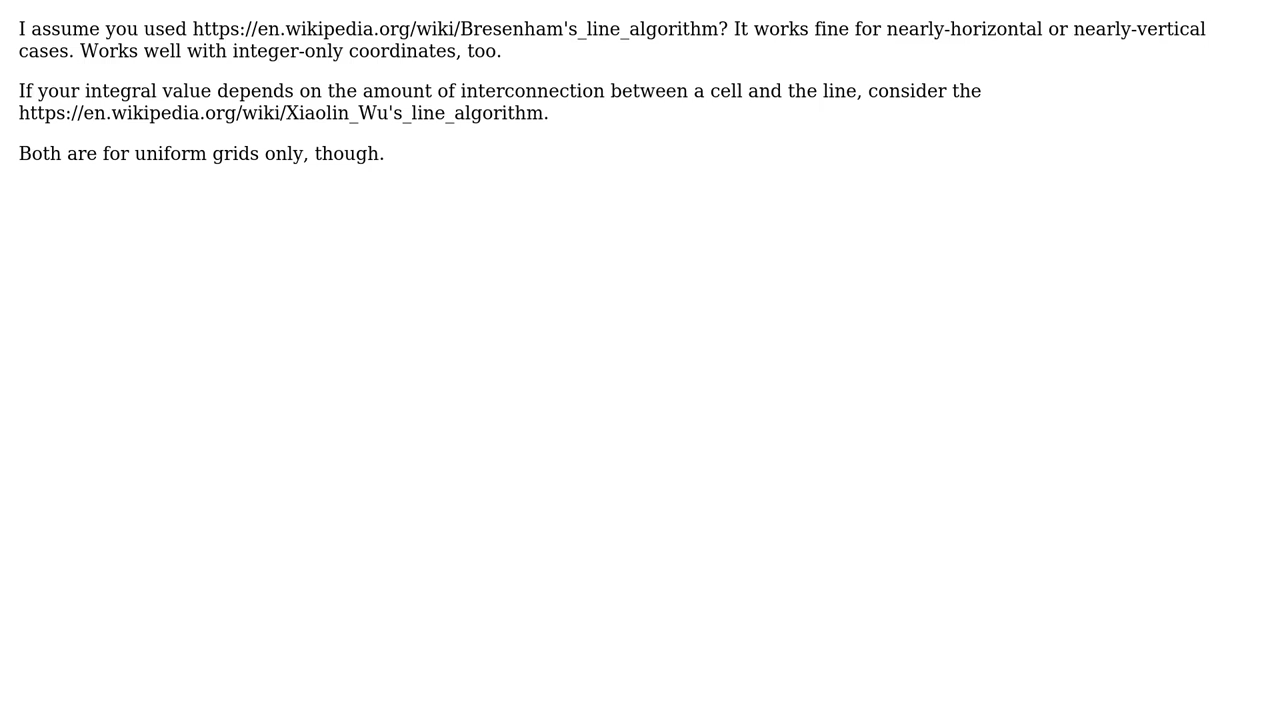 I assume you used https://en.wikipedia.org/wiki/Bresenham's_line_algorithm? It works fine for nearly-horizontal or nearly-vertical
cases. Works well with integer-only coordinates, too.
If your integral value depends on the amount of interconnection between a cell and the line, consider the
https://en.wikipedia.org/wiki/Xiaolin_Wu's_line_algorithm.
Both are for uniform grids only, though.